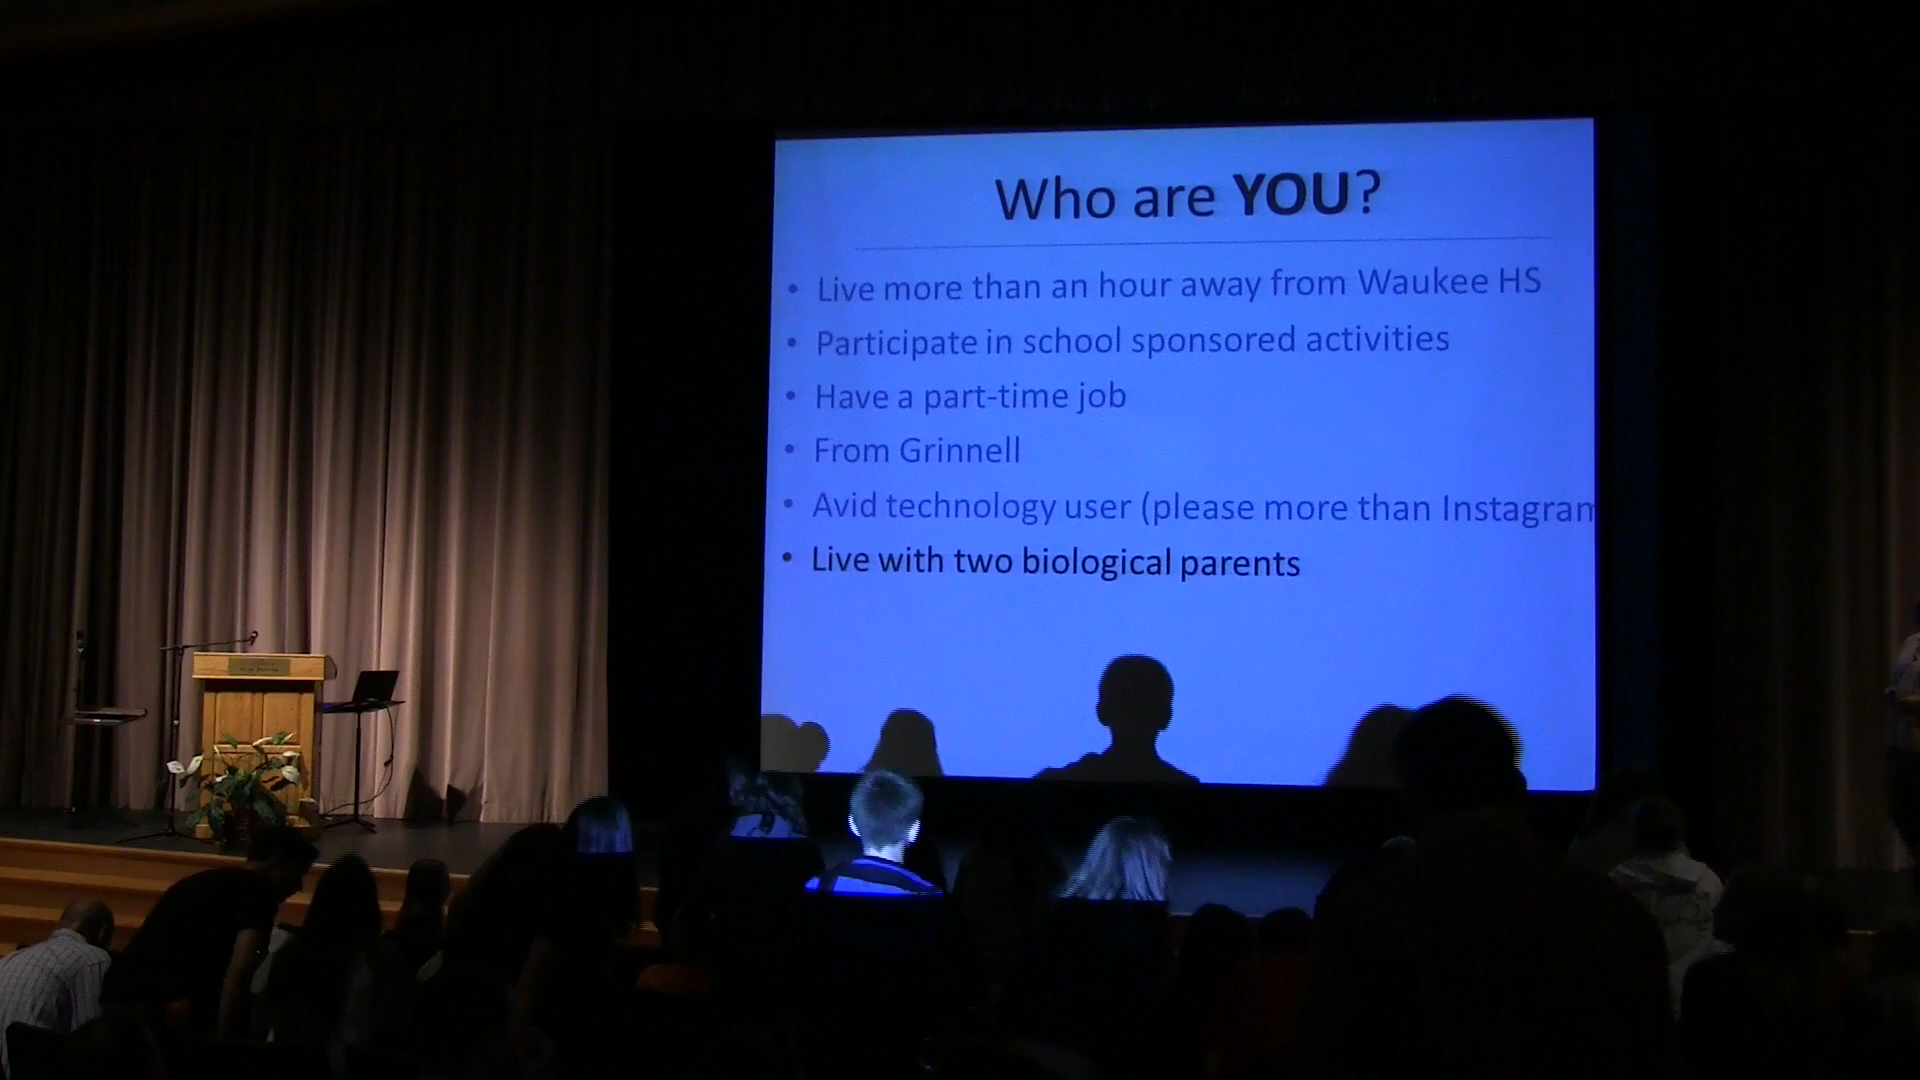 Who are YOU?
• Live more than an hour away from Waukee HS
• Participate in school sponsored activities
• Have a part-time job
• From Grinnell
• Avid technology user (please more than Instagram
• Live with two biological parents